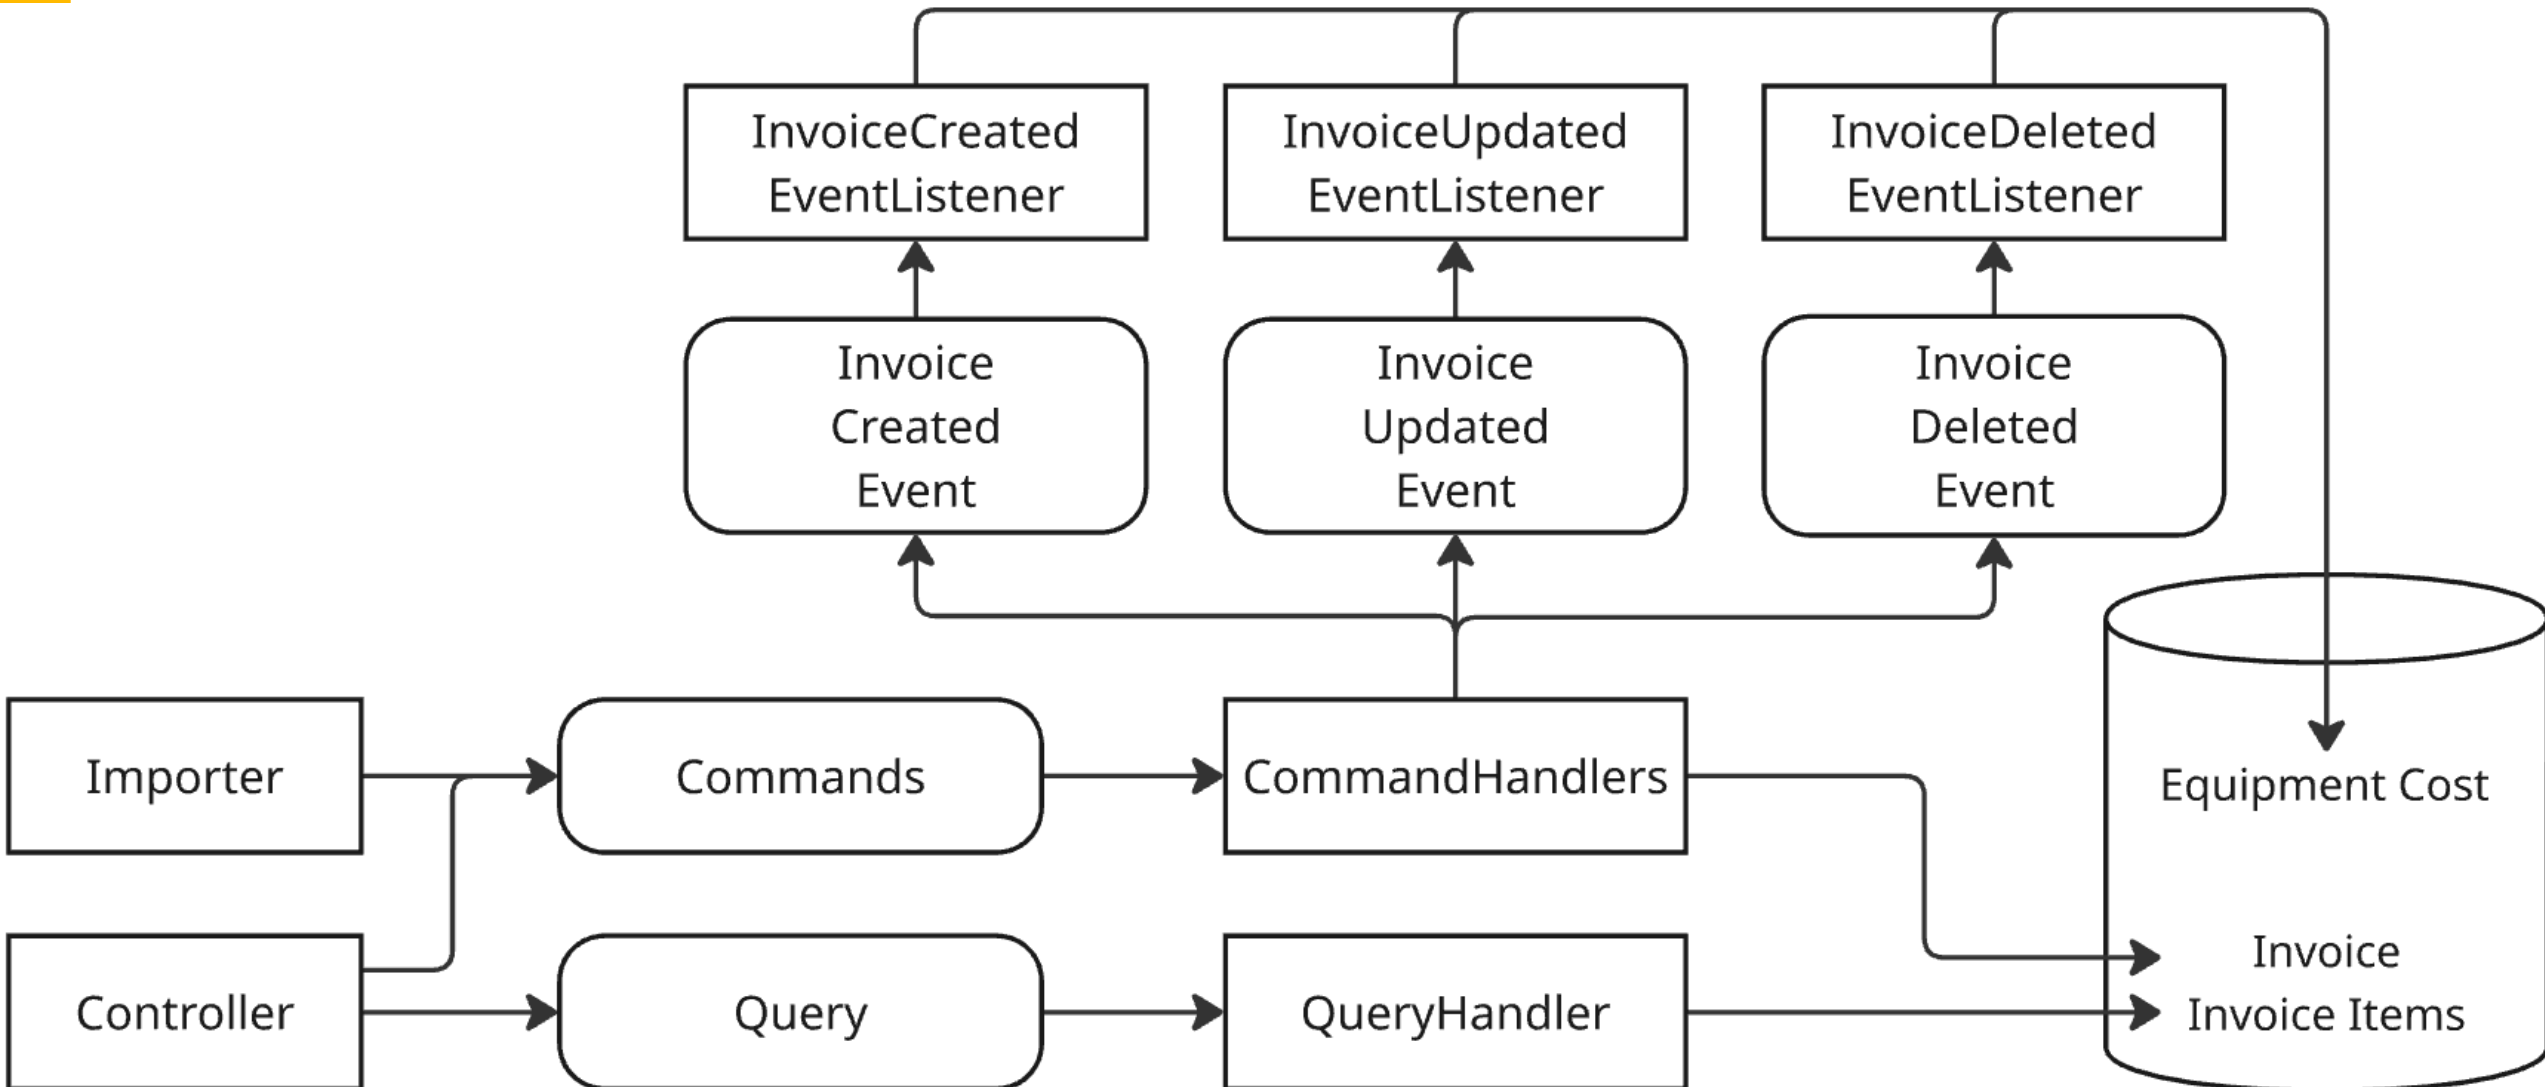 InvoiceCreated
EventListener
InvoiceUpdated
EventListener
InvoiceDeleted
EventListener
Invoice
Created
Event
Invoice
Updated
Event
Invoice
Deleted
Event
Importer
Commands
CommandHandlers
Equipment Cost
Controller
Query
QueryHandler
Invoice
Invoice Items